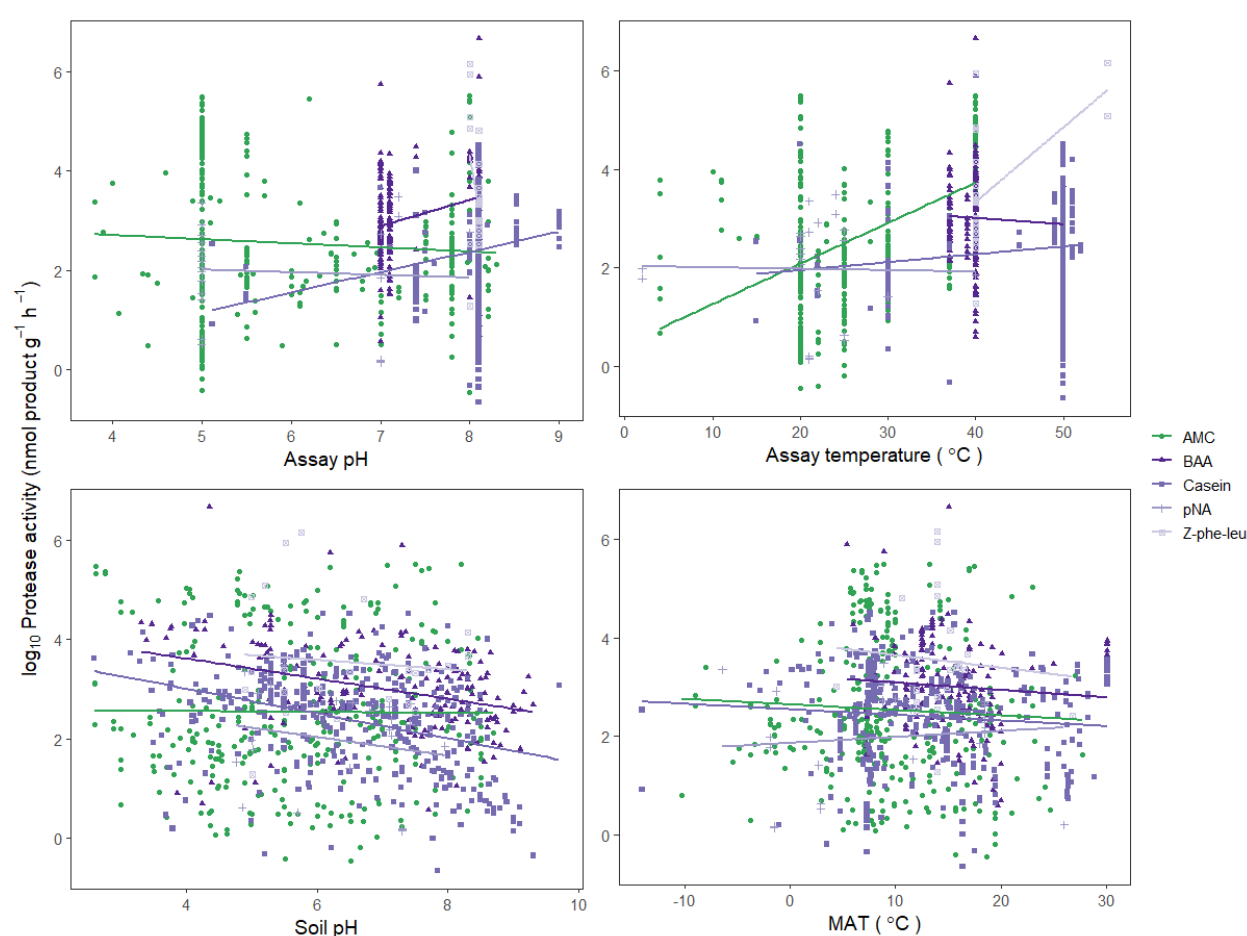 log₁₀ Protease activity (nmol product g⁻¹ h⁻¹)
6
4
2
0
4 5 6 7 8 9
Assay pH
6
4
2
0
0 10 20 30 40 50
Assay temperature ( °C )
AMC
BAA
Casein
pNA
Z-phe-leu
6
4
2
0
4 6 8 10
Soil pH
6
4
2
0
-10 0 10 20 30
MAT ( °C )